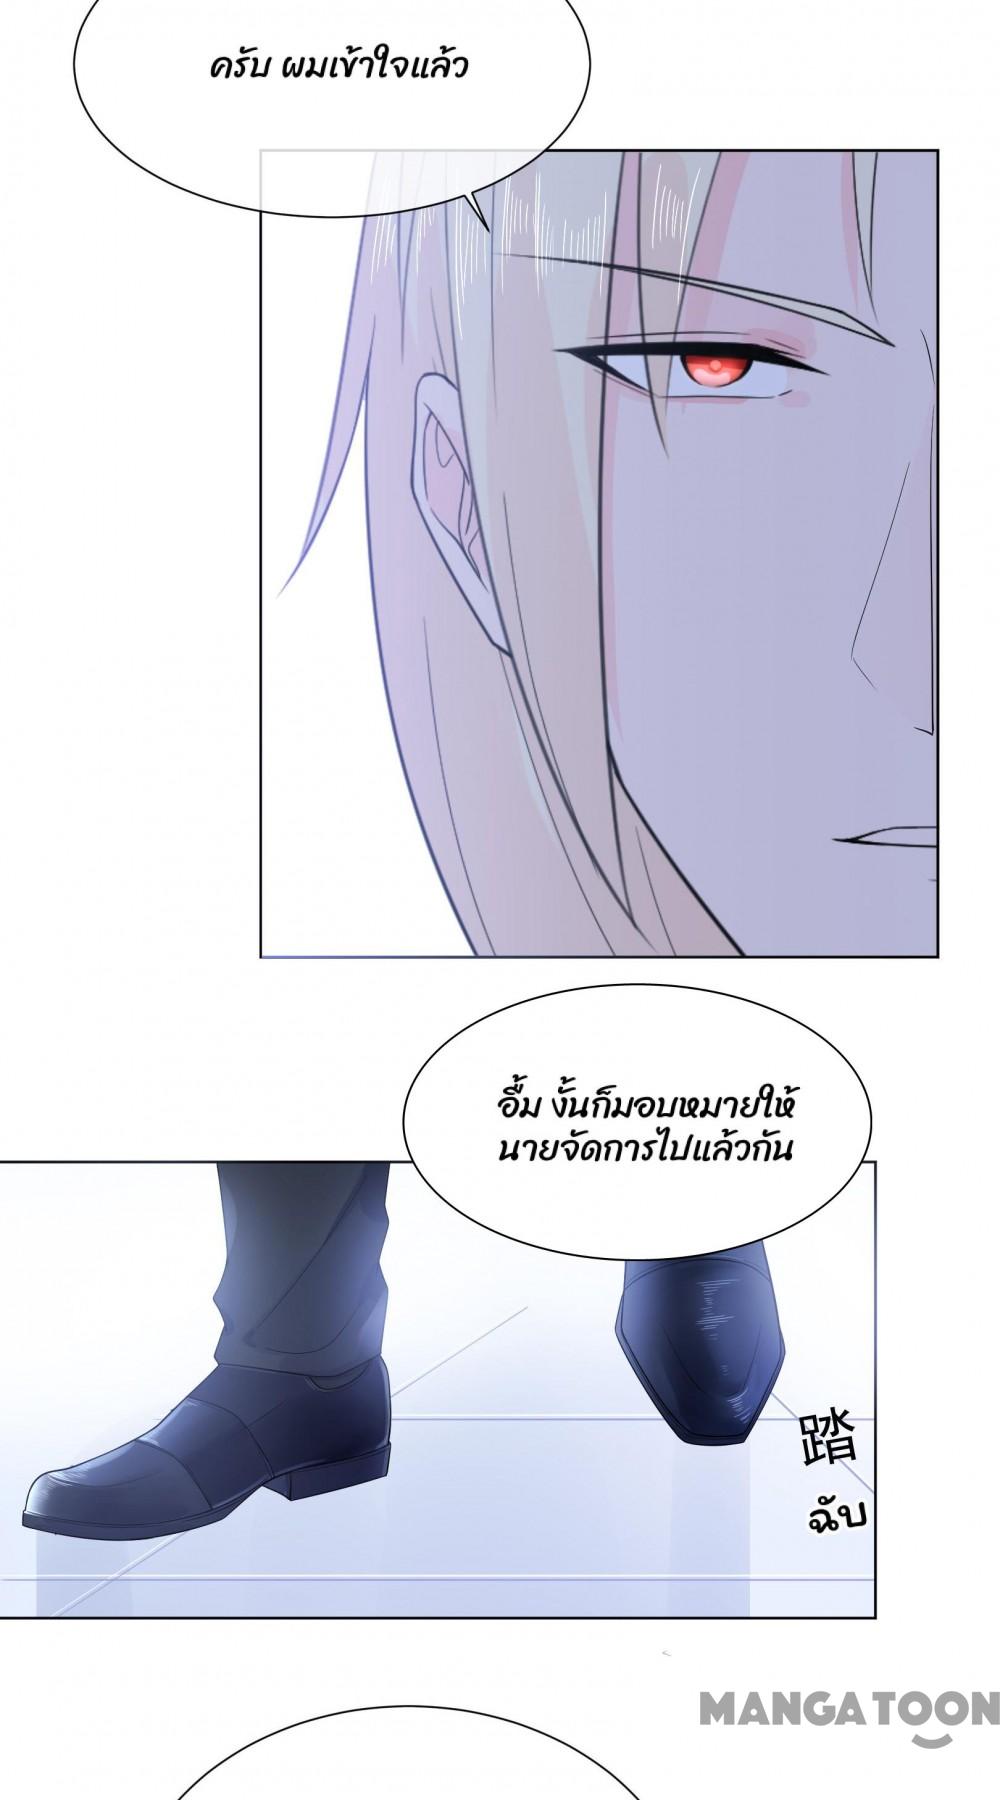 ครับ ผมเข้าใจแล้ว
อื้ม งั้นก็มอบหมายให้
นายจัดการไปแล้วกัน
踏
ฉับ
MANGATOON